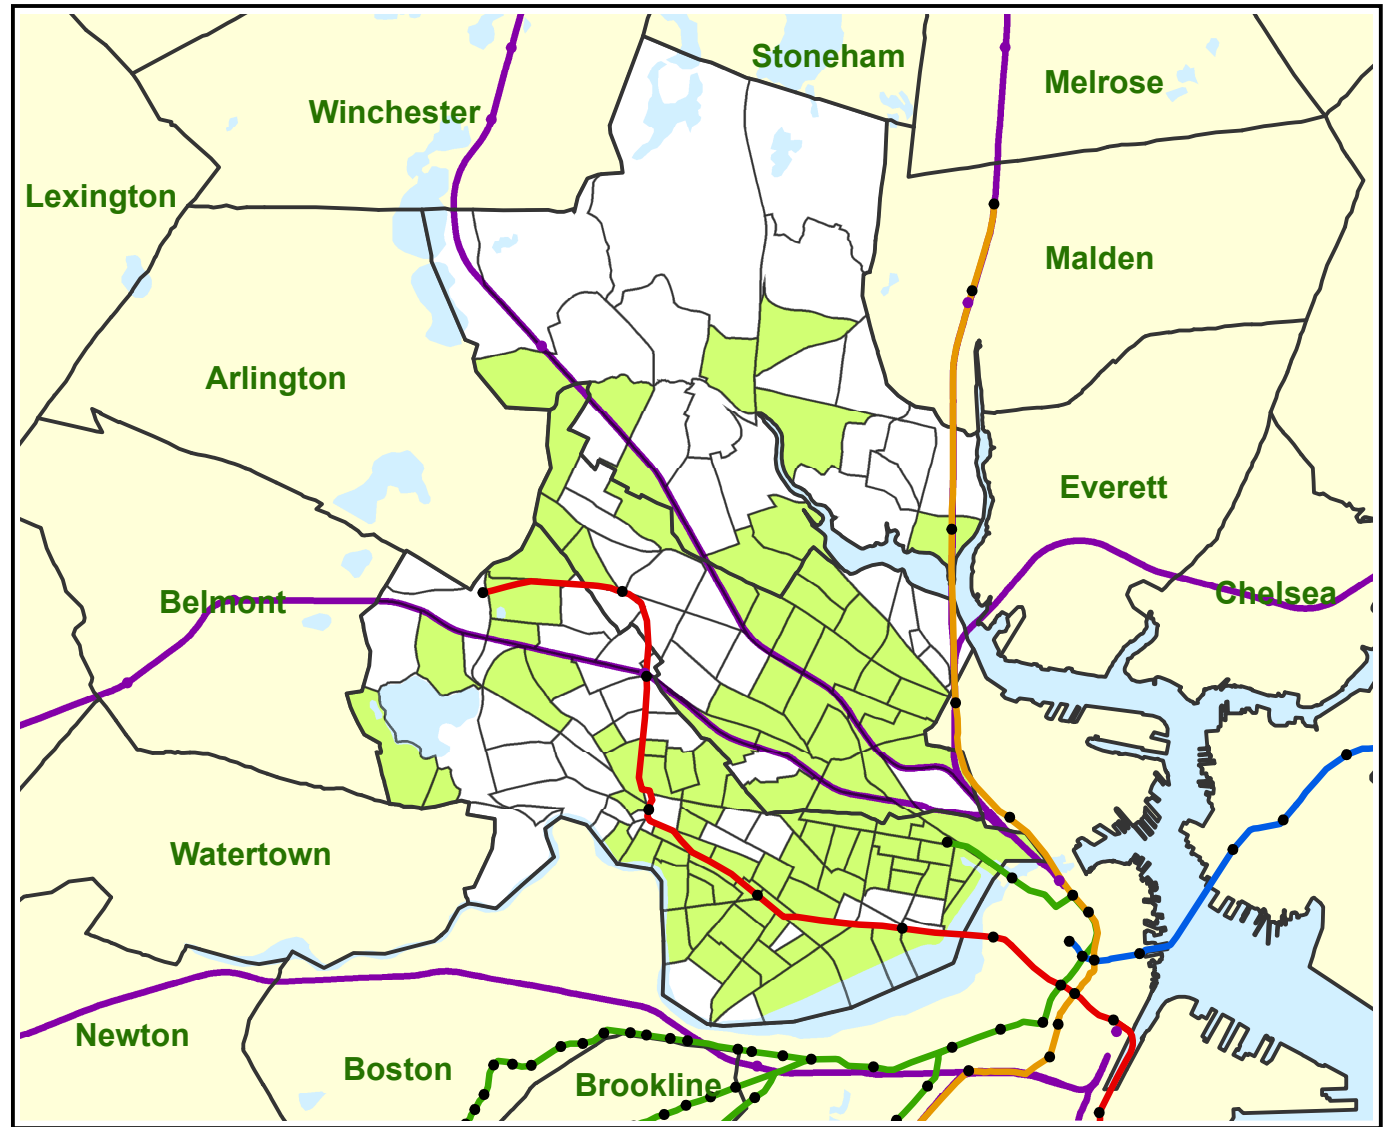 Stoneham
Melrose
Winchester
Lexington
Malden
Arlington
Everett
Chelsea
Belmont
Watertown
Newton
Boston
Brookline